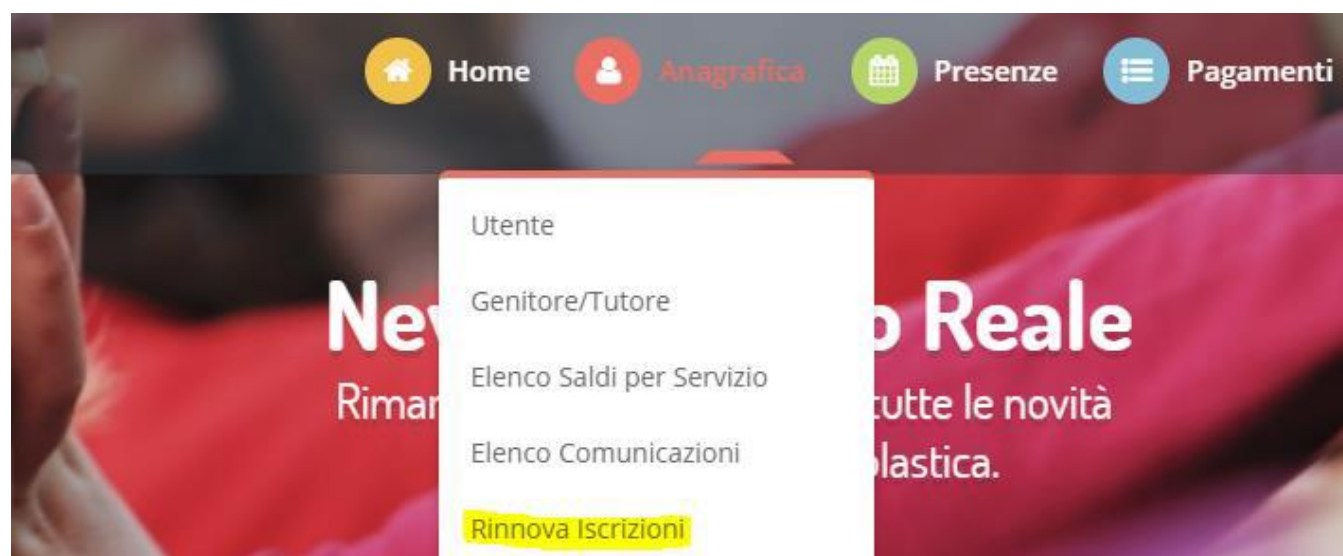 Home Anagrafica Presenze Pagamenti
Utente
Genitore/Tutore
Reale
Elenco Saldi per Servizio
tutte le novità
Elenco Comunicazioni
Rinnova Iscrizioni